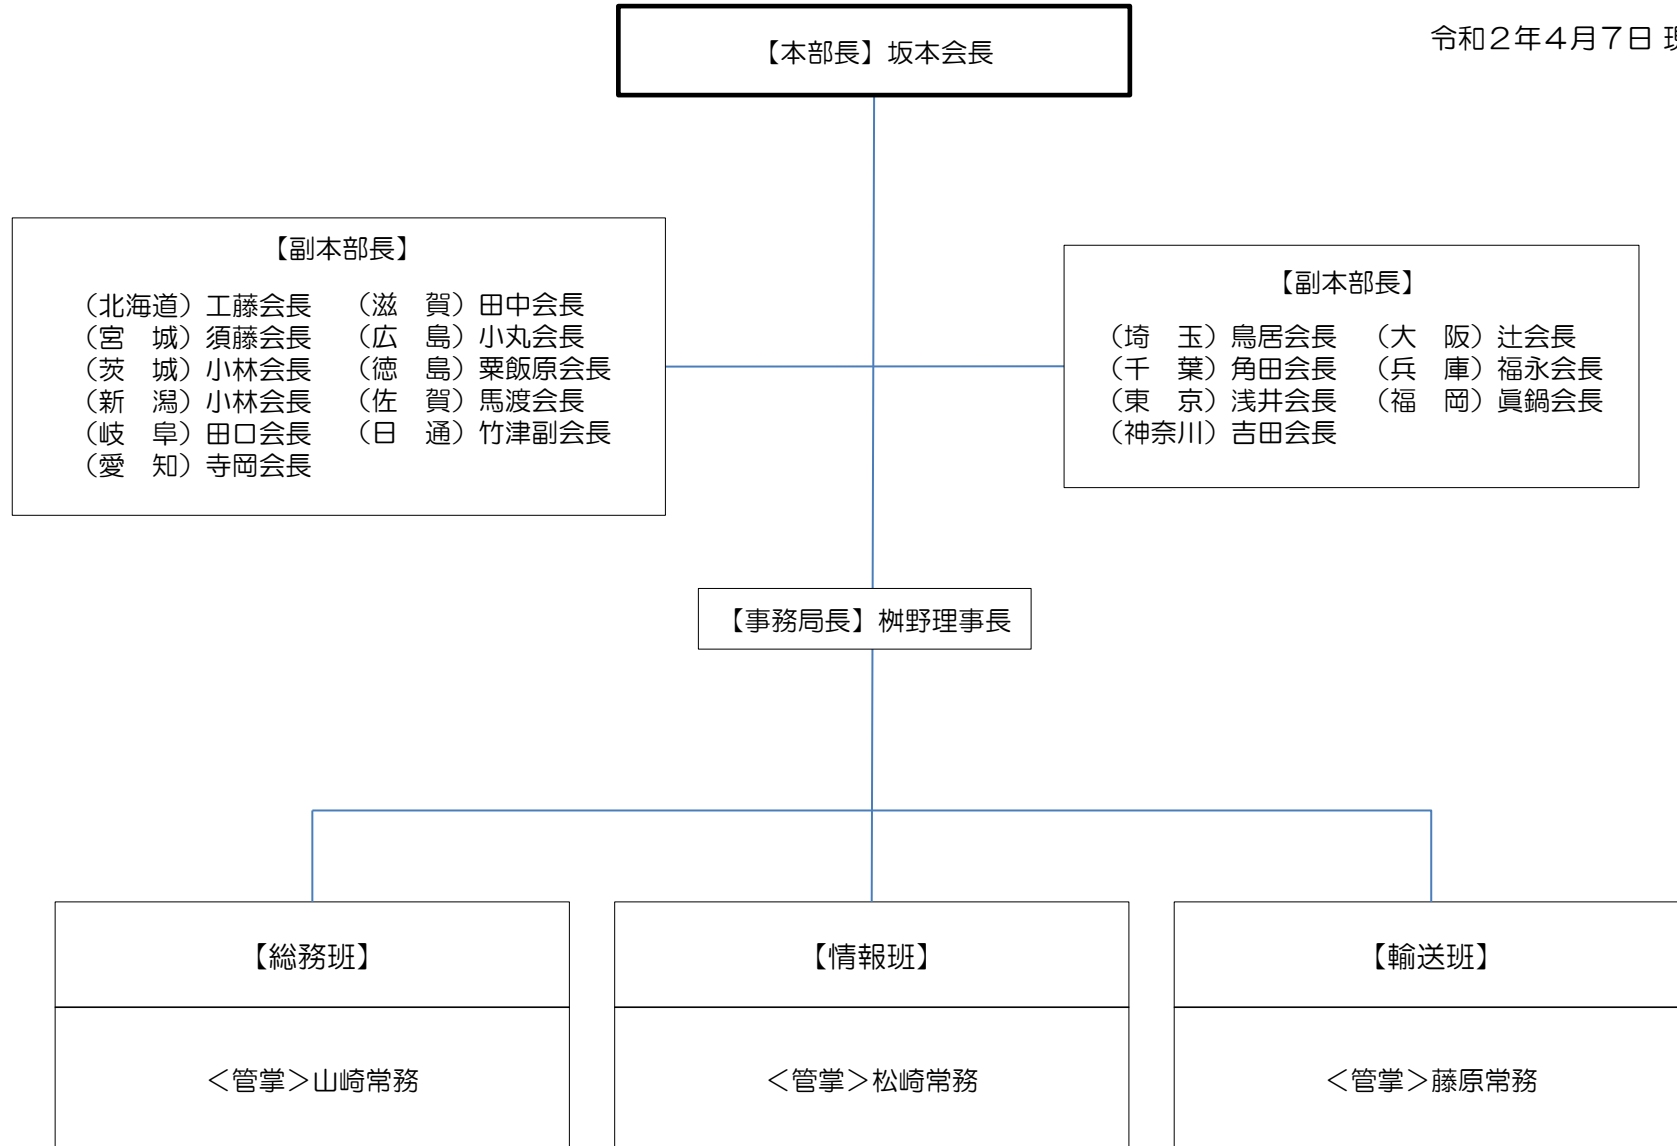 【本部長】坂本会長
令和２年４月７日 現
【副本部長】
（北海道）工藤会長　（滋　賀）田中会長
（宮　城）須藤会長　（広　島）小丸会長
（茨　城）小林会長　（徳　島）粟飯原会長
（新　潟）小林会長　（佐　賀）馬渡会長
（岐　阜）田口会長　（日　通）竹津副会長
（愛　知）寺岡会長
【副本部長】
（埼　玉）鳥居会長　（大　阪）辻会長
（千　葉）角田会長　（兵　庫）福永会長
（東　京）浅井会長　（福　岡）眞鍋会長
（神奈川）吉田会長
【事務局長】桝野理事長
【総務班】
＜管掌＞山崎常務
【情報班】
＜管掌＞松崎常務
【輸送班】
＜管掌＞藤原常務